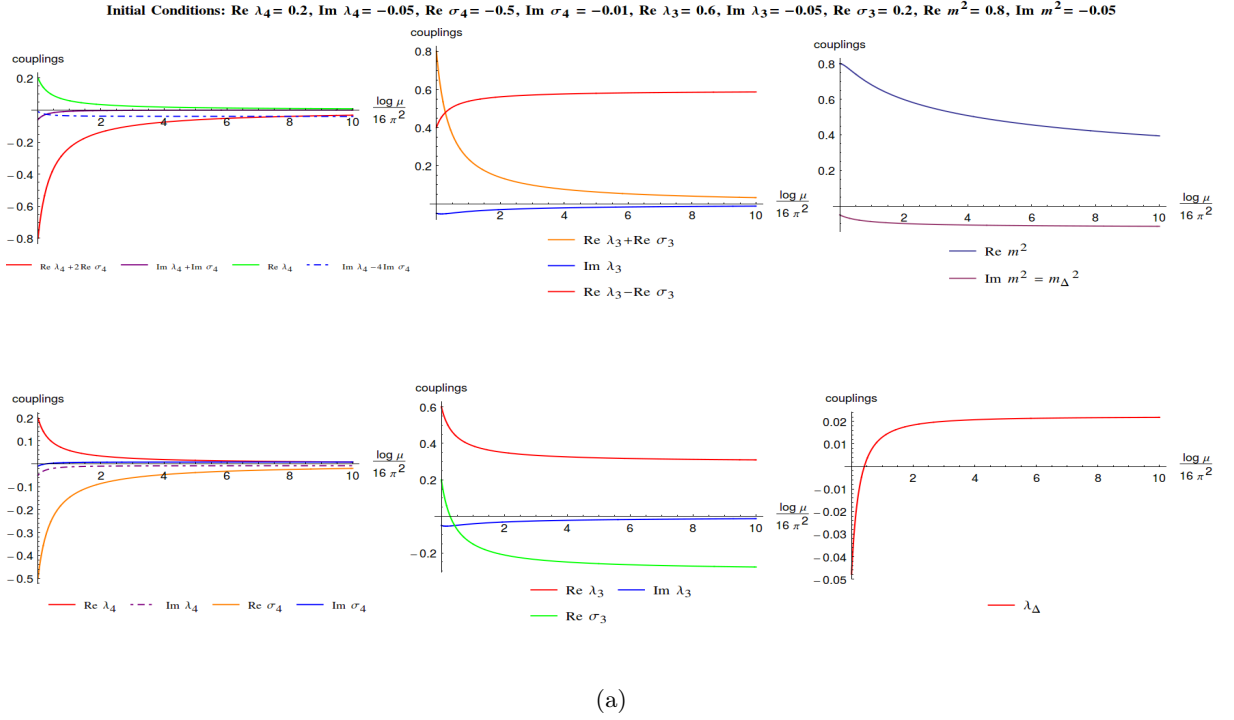 Initial Conditions: Re λ₄= 0.2, Im λ₄= −0.05, Re σ₄= −0.5, Im σ₄ = −0.01, Re λ₃= 0.6, Im λ₃= −0.05, Re σ₃= 0.2, Re m²= 0.8, Im m²= −0.05
couplings
0.2
−0.2
−0.4
−0.6
−0.8
2 4 6 8 10
log μ
16 π²
Re λ₄+2Re σ₄ Im λ₄+Im σ₄ Re λ₄ Im λ₄−4Im σ₄
couplings
0.8
0.6
0.4
0.2
2 4 6 8 10
log μ
16 π²
Re λ₃+Re σ₃
Im λ₃
Re λ₃−Re σ₃
couplings
0.8
0.6
0.4
0.2
2 4 6 8 10
log μ
16 π²
Re m²
Im m² = m_Δ²
couplings
0.2
0.1
−0.1
−0.2
−0.3
−0.4
−0.5
2 4 6 8 10
log μ
16 π²
Re λ₄ Im λ₄ Re σ₄ Im σ₄
couplings
0.6
0.4
0.2
−0.2
2 4 6 8 10
log μ
16 π²
Re λ₃ Im λ₃
Re σ₃
couplings
0.02
0.01
−0.01
−0.02
−0.03
−0.04
−0.05
2 4 6 8 10
log μ
16 π²
λ_Δ
(a)